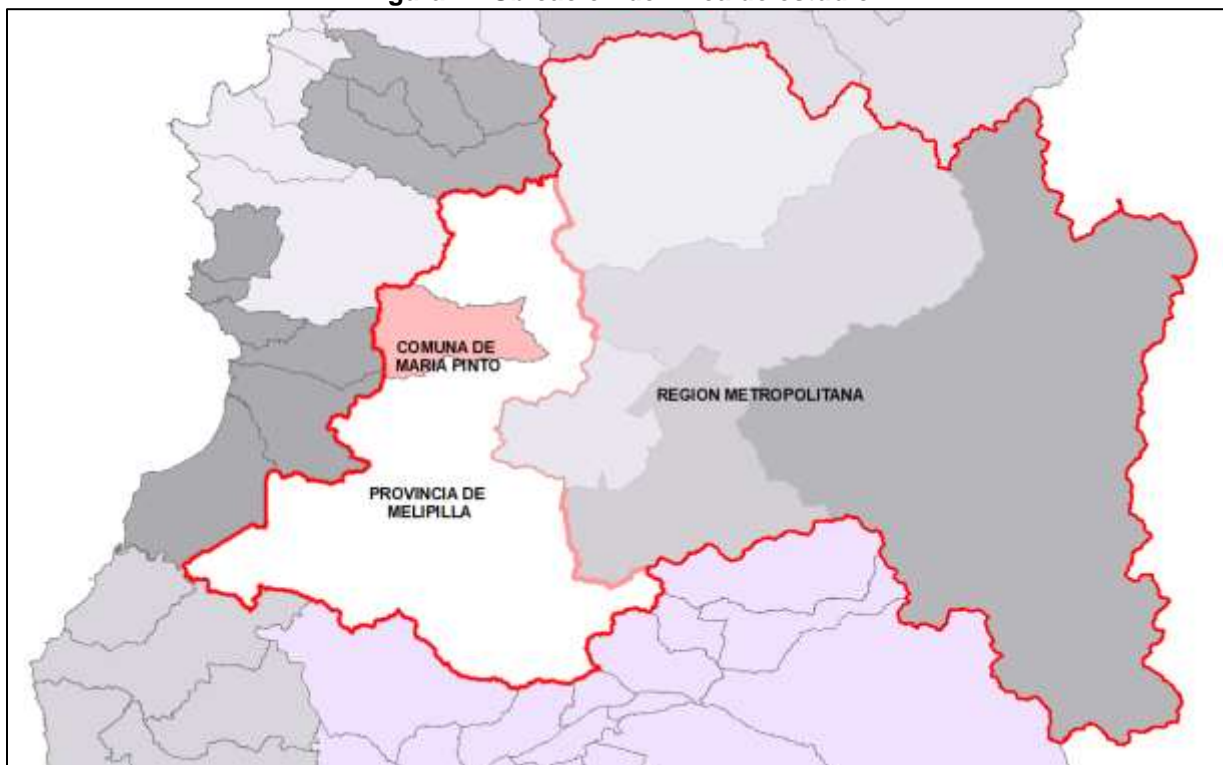 COMUNA DE
MARIA PINTO
REGION METROPOLITANA
PROVINCIA DE
MELIPILLA